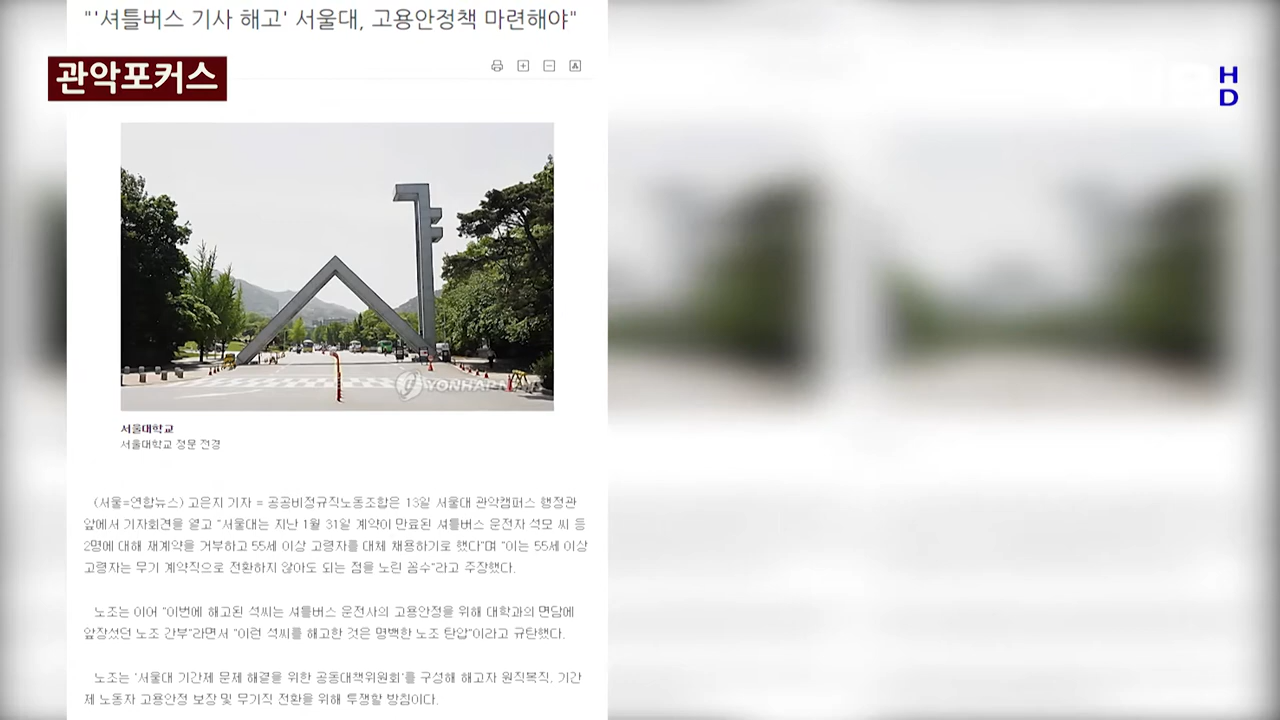 "'셔틀버스 기사 해고' 서울대, 고용안정책 마련해야"
관악포커스
H
D
YONHAPNEWS
서울대학교
서울대학교 정문 전경
(서울=연합뉴스) 고은지 기자 = 공공비정규직노동조합은 13일 서울대 관악캠퍼스 행정관
앞에서 기자회견을 열고 "서울대는 지난 1월 31일 계약이 만료된 셔틀버스 운전자 석모 씨 등
2명에 대해 재계약을 거부하고 55세 이상 고령자를 대체 채용하기로 했다"며 "이는 55세 이상
고령자는 무기 계약직으로 전환하지 않아도 되는 점을 노린 꼼수"라고 주장했다.
노조는 이어 "이번에 해고된 석씨는 셔틀버스 운전사의 고용안정을 위해 대학과의 면담에
앞장섰던 노조 간부"라면서 "이런 석씨를 해고한 것은 명백한 노조 탄압"이라고 규탄했다.
노조는 '서울대 기간제 문제 해결을 위한 공동대책위원회'를 구성해 해고자 원직복직, 기간
제 노동자 고용안정 보장 및 무기직 전환을 위해 투쟁할 방침이다.